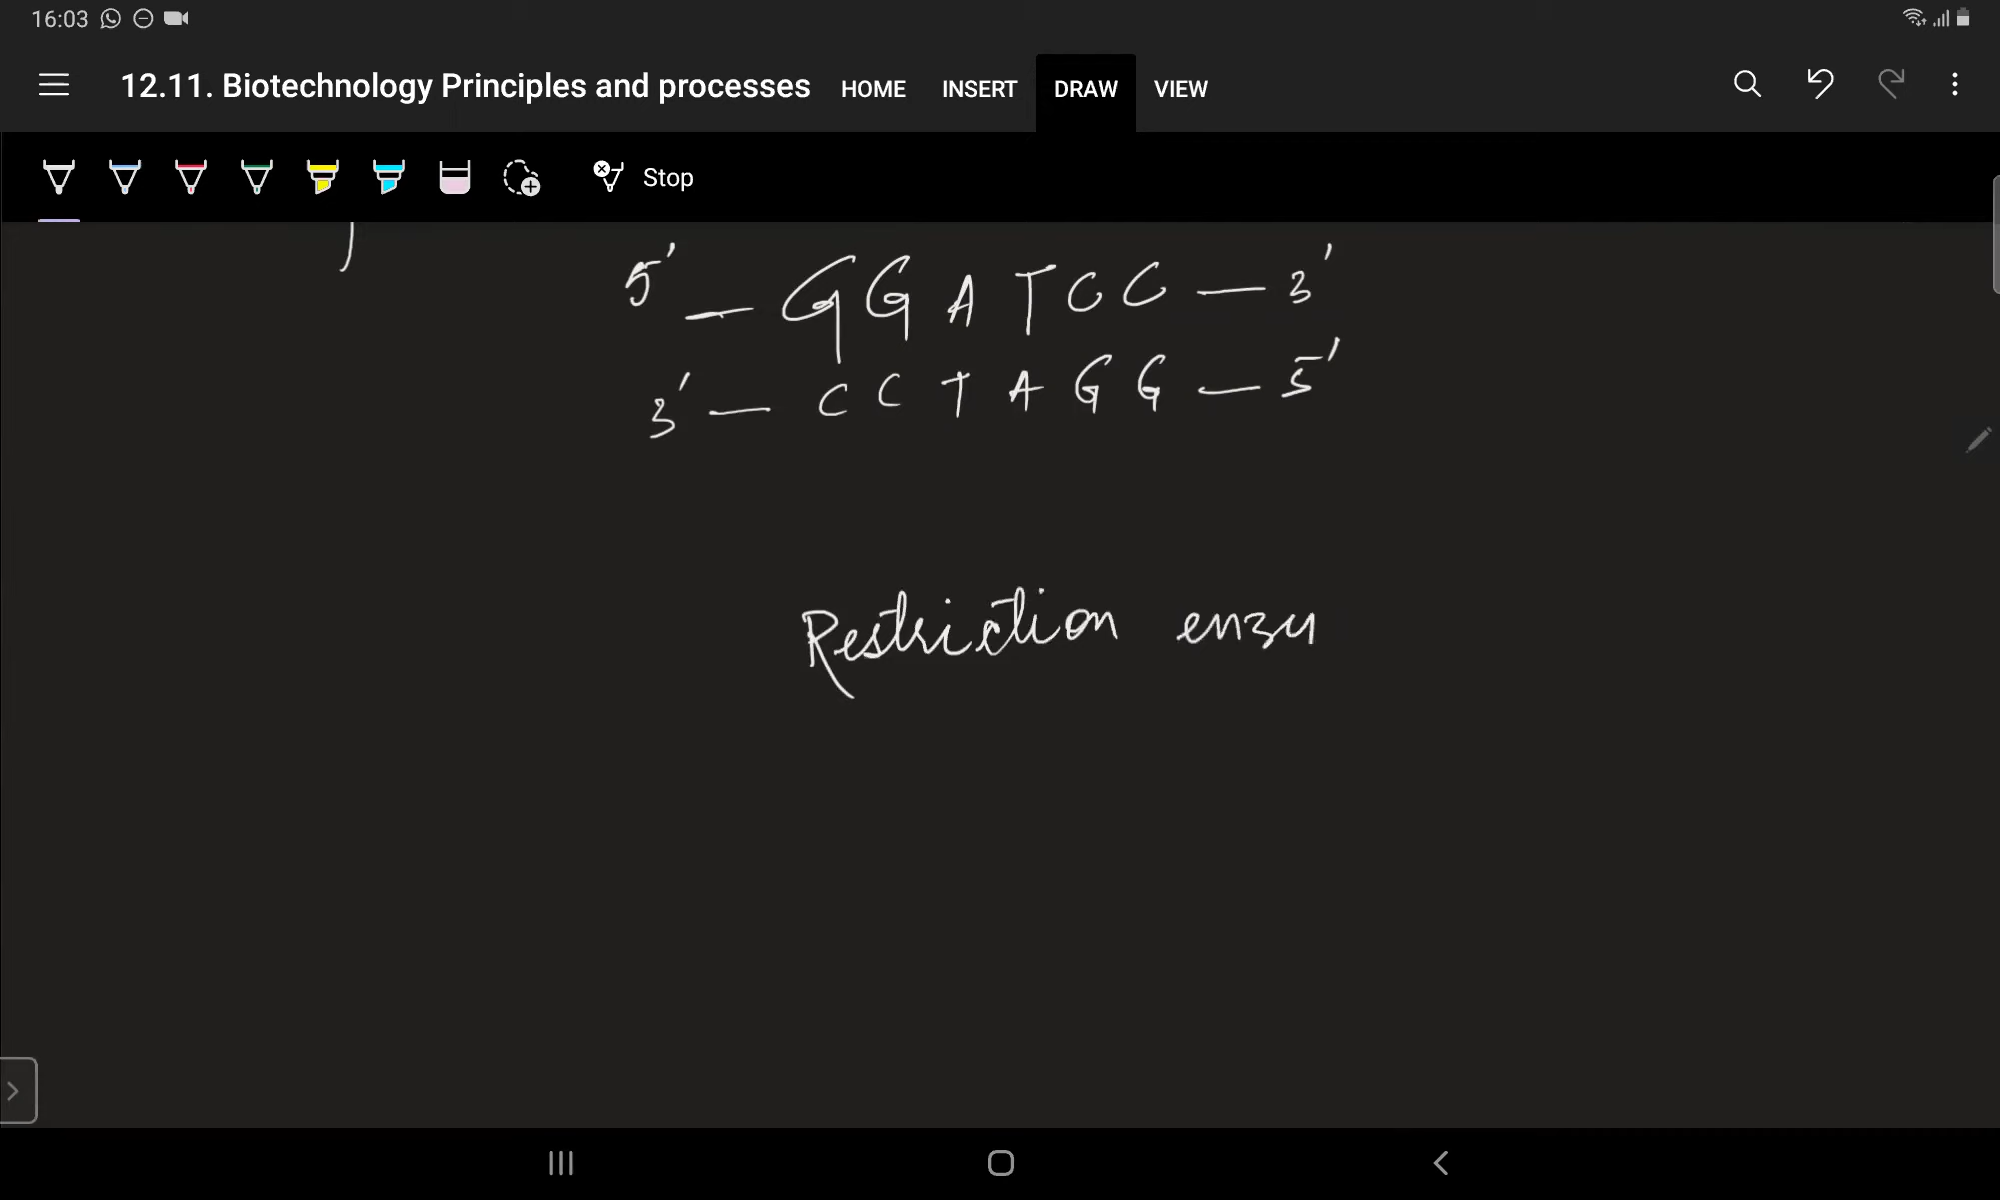 16:03
12.11. Biotechnology Principles and processes HOME INSERT DRAW VIEW
Stop
5' — G G A T C C — 3'
3' — C C T A G G — 5'
Restriction enzy